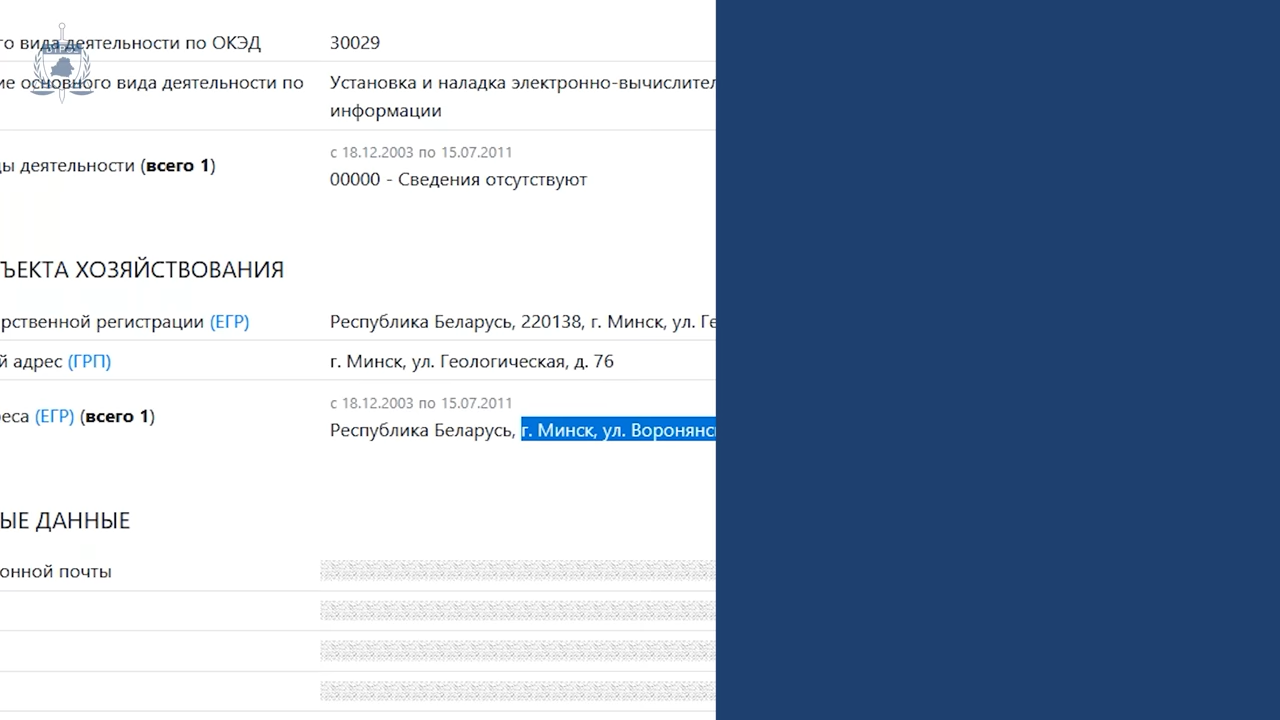 го вида деятельности по ОКЭД 30029
ие основного вида деятельности по Установка и наладка электронно-вычислител
информации
с 18.12.2003 по 15.07.2011
ды деятельности (всего 1)
00000 - Сведения отсутствуют
ЪЕКТА ХОЗЯЙСТВОВАНИЯ
рственной регистрации (ЕГР) Республика Беларусь, 220138, г. Минск, ул. Ге
й адрес (ГРП) г. Минск, ул. Геологическая, д. 76
с 18.12.2003 по 15.07.2011
еса (ЕГР) (всего 1)
Республика Беларусь, г. Минск, ул. Воронянс
ЫЕ ДАННЫЕ
онной почты